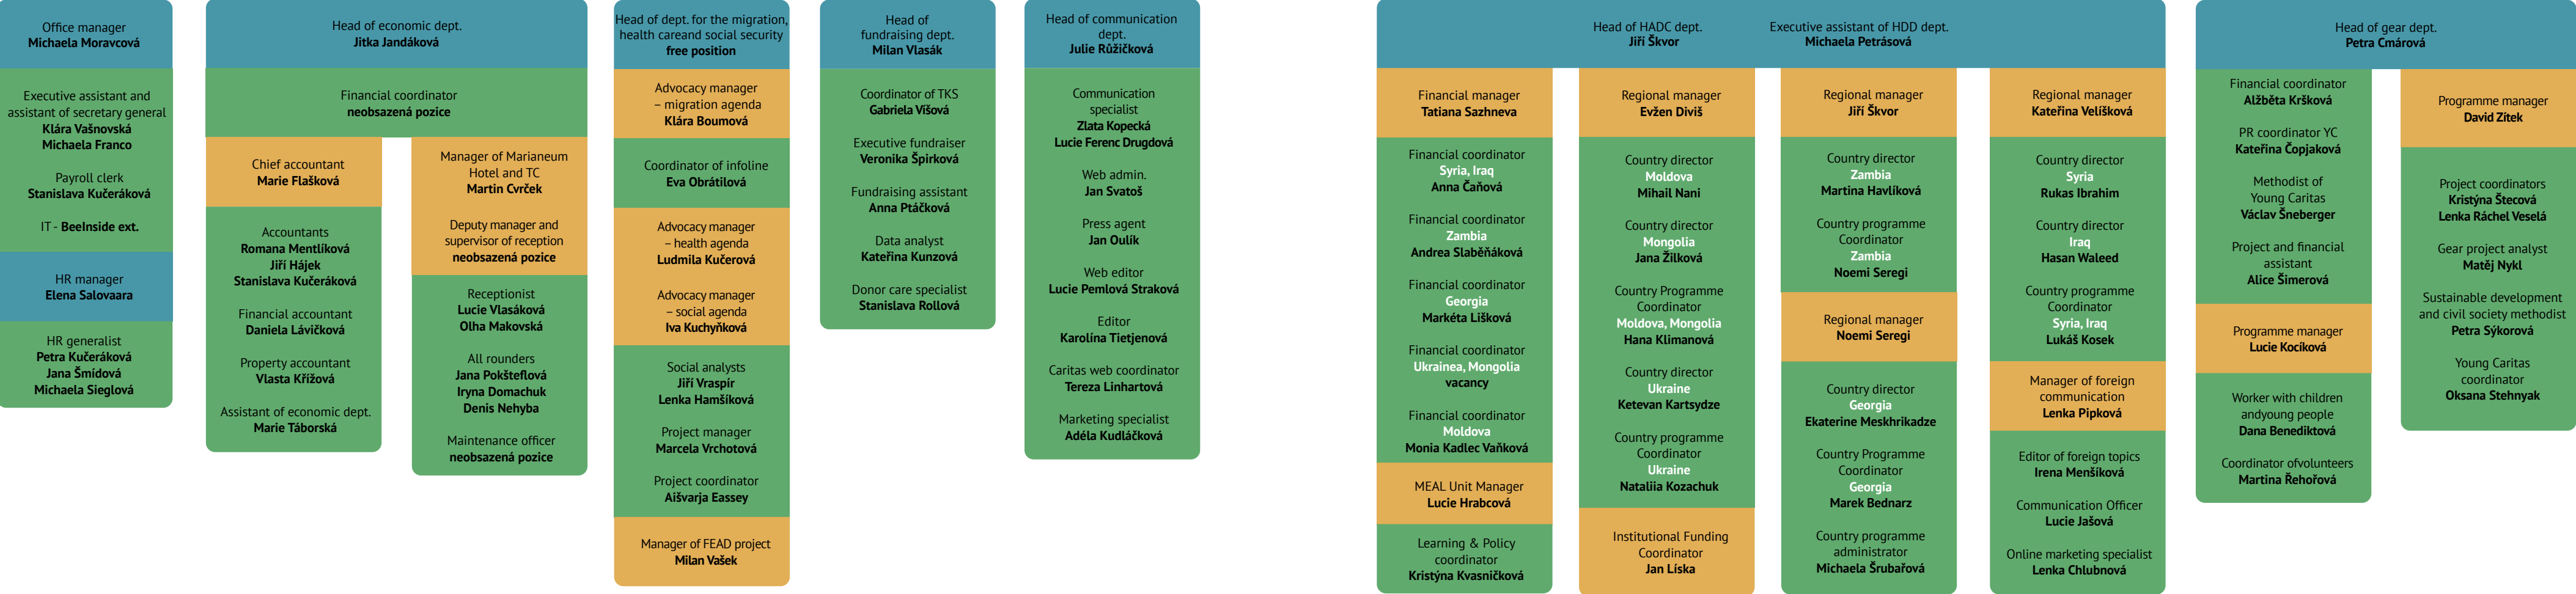 Office manager
Michaela Moravcová
Executive assistant and
assistant of secretary general
Klára Vašnovská
Michaela Franco
Payroll clerk
Stanislava Kučeráková
IT - BeeInside ext.
HR manager
Elena Salovaara
HR generalist
Petra Kučeráková
Jana Šmídová
Michaela Sieglová
Head of economic dept.
Jitka Jandáková
Financial coordinator
neobsazená pozice
Chief accountant
Marie Flašková
Accountants
Romana Mentlíková
Jiří Hájek
Stanislava Kučeráková
Financial accountant
Daniela Lávičková
Property accountant
Vlasta Křížová
Assistant of economic dept.
Marie Táborská
Manager of Marianeum
Hotel and TC
Martin Cvrček
Deputy manager and
supervisor of reception
neobsazená pozice
Receptionist
Lucie Vlasáková
Olha Makovská
All rounders
Jana Pokšteflová
Iryna Domachuk
Denis Nehyba
Maintenance officer
neobsazená pozice
Head of dept. for the migration,
health careand social security
free position
Advocacy manager
– migration agenda
Klára Boumová
Coordinator of infoline
Eva Obrátilová
Advocacy manager
– health agenda
Ludmila Kučerová
Advocacy manager
– social agenda
Iva Kuchyňková
Social analysts
Jiří Vraspír
Lenka Hamšíková
Project manager
Marcela Vrchotová
Project coordinator
Aišvarja Eassey
Manager of FEAD project
Milan Vašek
Head of
fundraising dept.
Milan Vlasák
Coordinator of TKS
Gabriela Víšová
Executive fundraiser
Veronika Špirková
Fundraising assistant
Anna Ptáčková
Data analyst
Kateřina Kunzová
Donor care specialist
Stanislava Rollová
Head of communication
dept.
Julie Růžičková
Communication
specialist
Zlata Kopecká
Lucie Ferenc Drugdová
Web admin.
Jan Svatoš
Press agent
Jan Oulík
Web editor
Lucie Pemlová Straková
Editor
Karolína Tietjenová
Caritas web coordinator
Tereza Linhartová
Marketing specialist
Adéla Kudláčková
Head of HADC dept.
Jiří Škvor
Executive assistant of HDD dept.
Michaela Petrásová
Financial manager
Tatiana Sazhneva
Financial coordinator
Syria, Iraq
Anna Čaňová
Financial coordinator
Zambia
Andrea Slaběňáková
Financial coordinator
Georgia
Markéta Lišková
Financial coordinator
Ukrainea, Mongolia
vacancy
Financial coordinator
Moldova
Monia Kadlec Vaňková
MEAL Unit Manager
Lucie Hrabcová
Learning & Policy
coordinator
Kristýna Kvasničková
Regional manager
Evžen Diviš
Country director
Moldova
Mihail Nani
Country director
Mongolia
Jana Žilková
Country Programme
Coordinator
Moldova, Mongolia
Hana Klimanová
Country director
Ukraine
Ketevan Kartsydze
Country programme
Coordinator
Ukraine
Nataliia Kozachuk
Institutional Funding
Coordinator
Jan Líska
Regional manager
Jiří Škvor
Country director
Zambia
Martina Havlíková
Country programme
Coordinator
Zambia
Noemi Seregi
Regional manager
Noemi Seregi
Country director
Georgia
Ekaterine Meskhrikadze
Country Programme
Coordinator
Georgia
Marek Bednarz
Country programme
administrator
Michaela Šrubařová
Regional manager
Kateřina Velíšková
Country director
Syria
Rukas Ibrahim
Country director
Iraq
Hasan Waleed
Country programme
Coordinator
Syria, Iraq
Lukáš Kosek
Manager of foreign
communication
Lenka Pipková
Editor of foreign topics
Irena Menšíková
Communication Officer
Lucie Jašová
Online marketing specialist
Lenka Chlubnová
Head of gear dept.
Petra Cmárová
Financial coordinator
Alžběta Kršková
PR coordinator YC
Kateřina Čopjaková
Methodist of
Young Caritas
Václav Šneberger
Project and financial
assistant
Alice Šimerová
Programme manager
Lucie Kocíková
Worker with children
andyoung people
Dana Benediktová
Coordinator ofvolunteers
Martina Řehořová
Programme manager
David Zítek
Project coordinators
Kristýna Štecová
Lenka Ráchel Veselá
Gear project analyst
Matěj Nykl
Sustainable development
and civil society methodist
Petra Sýkorová
Young Caritas
coordinator
Oksana Stehnyak